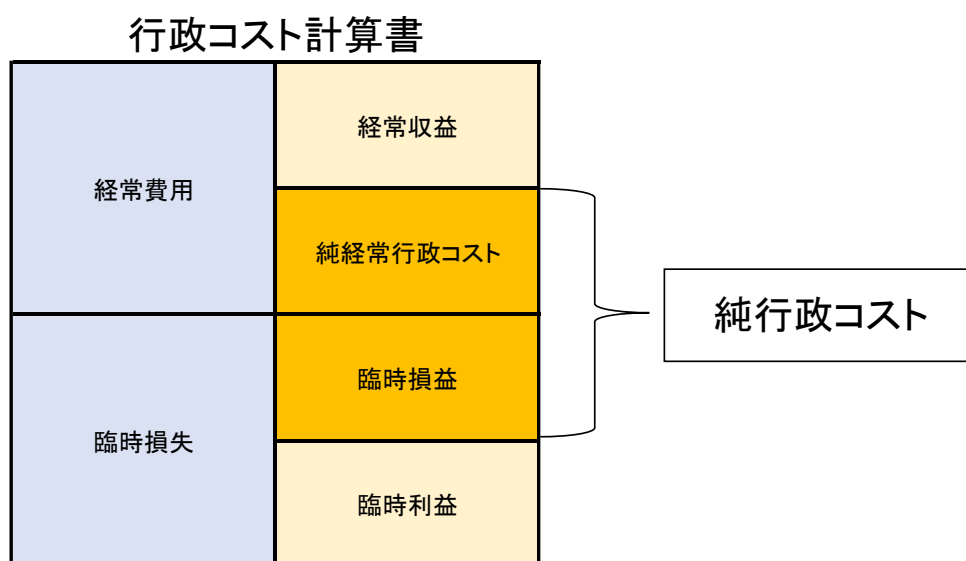 行政コスト計算書
経常費用
経常収益
純経常行政コスト
臨時損失
臨時損益
臨時利益
純行政コスト